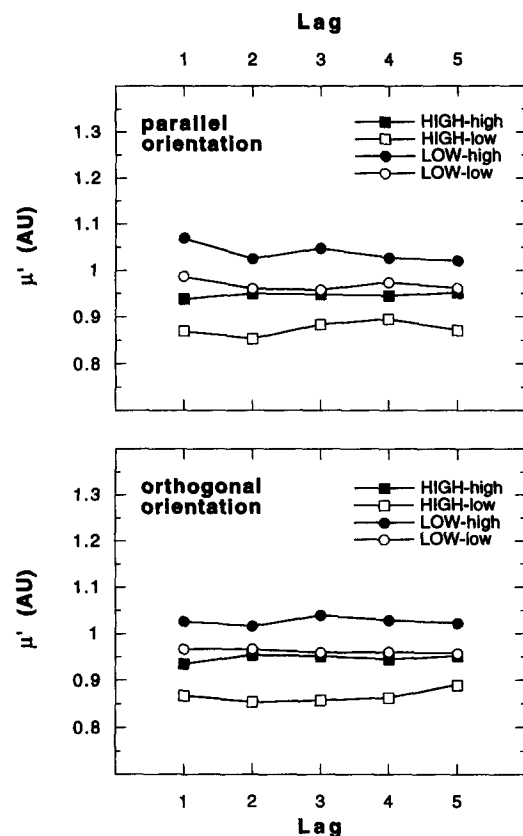 Lag
1 2 3 4 5
parallel
orientation
HIGH-high
HIGH-low
LOW-high
LOW-low
1.3
1.2
1.1
1
0.9
0.8
μ' (AU)
orthogonal
orientation
HIGH-high
HIGH-low
LOW-high
LOW-low
1.3
1.2
1.1
1
0.9
0.8
μ' (AU)
1 2 3 4 5
Lag